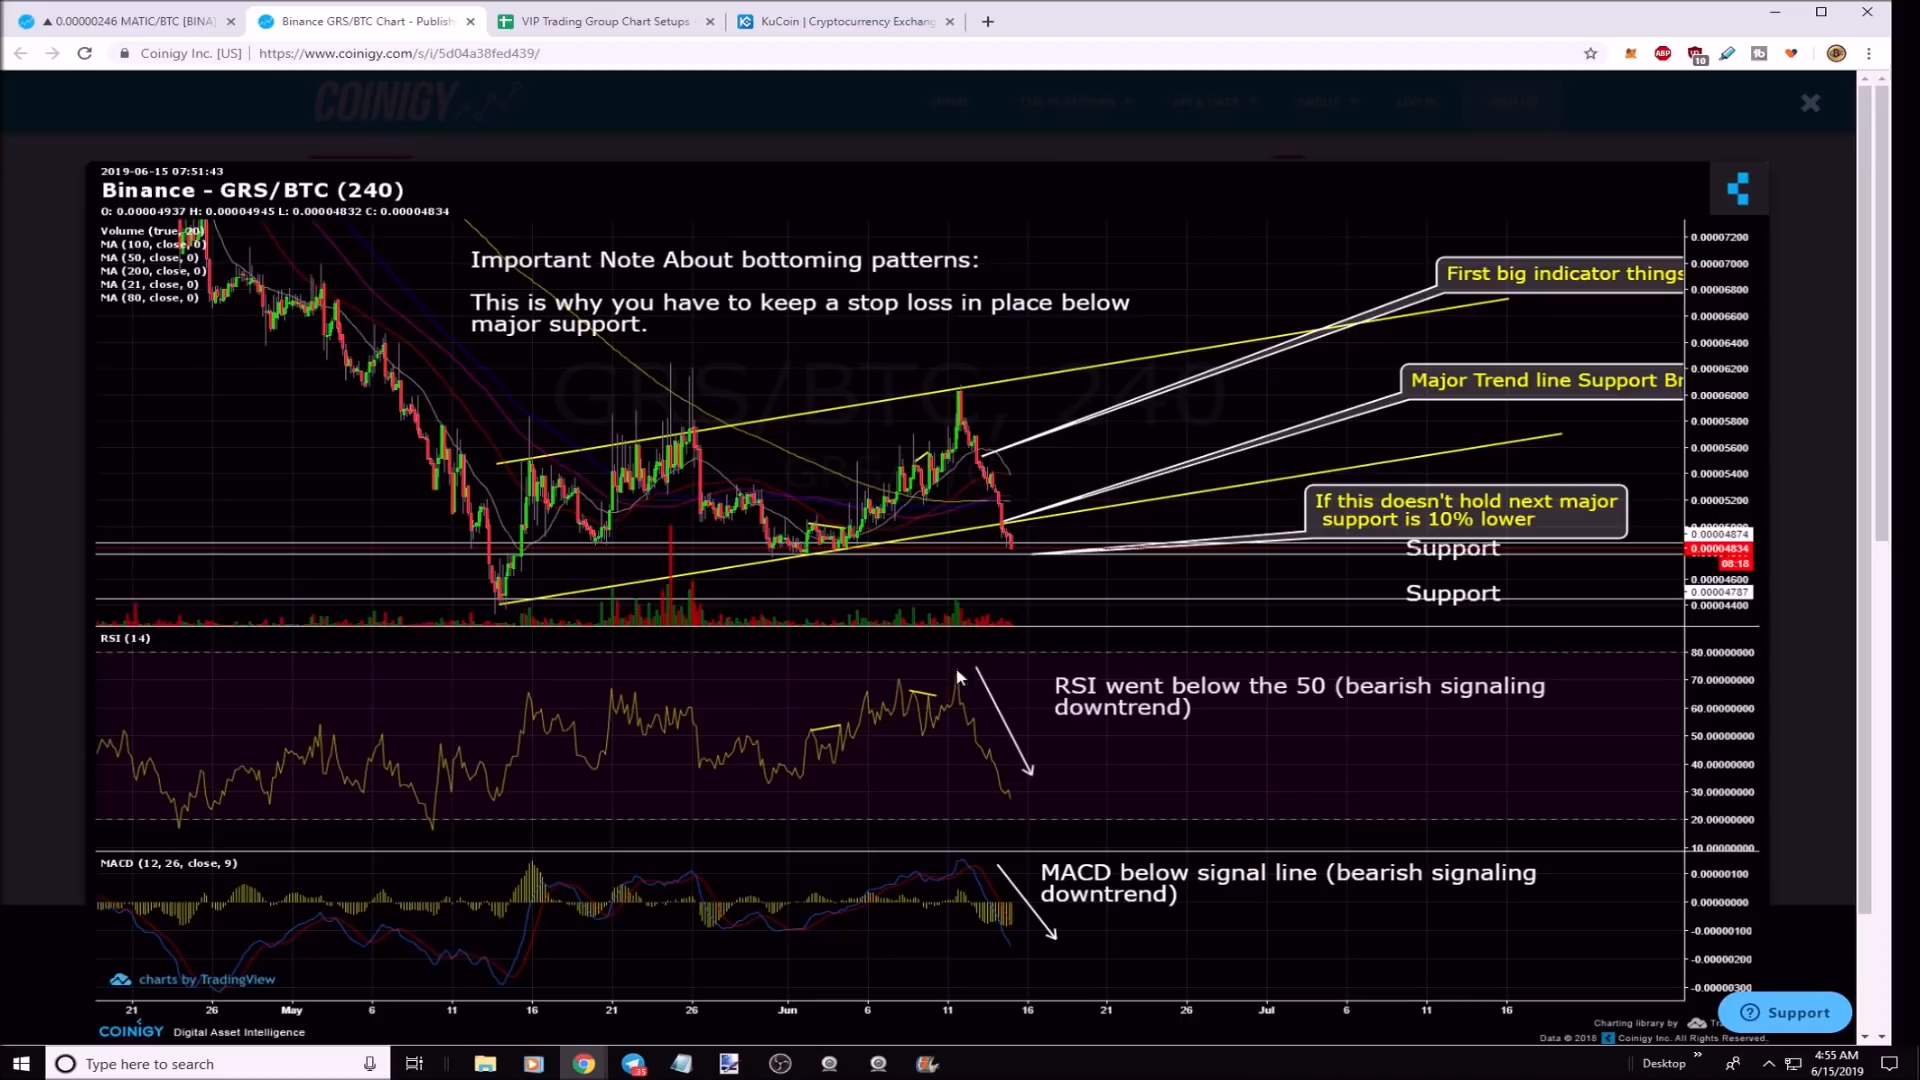 ▲ 0.00000246 MATIC/BTC [BINA
Binance GRS/BTC Chart - Publish
VIP Trading Group Chart Setups
KuCoin | Cryptocurrency Exchang
Coinigy Inc. [US]
https://www.coinigy.com/s/i/5d04a38fed439/
ABP
10
COINIGY
HOME
ABOUT
2019-06-15 07:51:43
Binance - GRS/BTC (240)
O: 0.00004937 H: 0.00004945 L: 0.00004832 C: 0.00004834
Volume (true, 20)
MA (100, close, 0)
MA (50, close, 0)
MA (200, close, 0)
MA (21, close, 0)
MA (80, close, 0)
Important Note About bottoming patterns:
This is why you have to keep a stop loss in place below
major support.
GRS/BTC, 240
First big indicator things
Major Trend line Support Br
If this doesn't hold next major
support is 10% lower
Support
Support
0.00007200
0.00007000
0.00006800
0.00006600
0.00006400
0.00006200
0.00006000
0.00005800
0.00005600
0.00005400
0.00005200
0.00004874
0.00004834
08:18
0.00004600
0.00004787
0.00004400
RSI (14)
RSI went below the 50 (bearish signaling
downtrend)
80.00000000
70.00000000
60.00000000
50.00000000
40.00000000
30.00000000
20.00000000
10.00000000
MACD (12, 26, close, 9)
MACD below signal line (bearish signaling
downtrend)
0.00000100
0.00000000
-0.00000100
-0.00000200
-0.00000300
charts by TradingView
21 26 May 6 11 16 21 26 Jun 6 11 16 21 26 Jul 6 11 16
COINIGY Digital Asset Intelligence
Charting library by
Data © 2018 Coinigy Inc. All Rights Reserved.
Support
Type here to search
35
Desktop
4:55 AM
6/15/2019